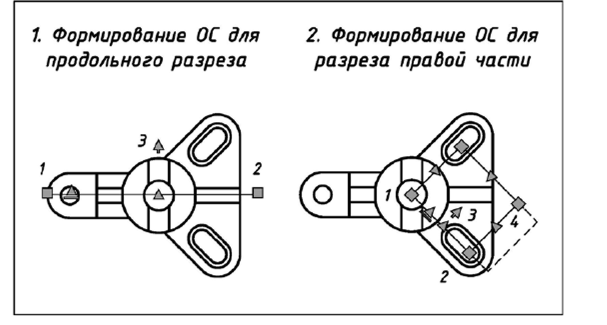 1. Формирование ОС для
продольного разреза
2. Формирование ОС для
разреза правой части
3
1
2
1
3
4
2